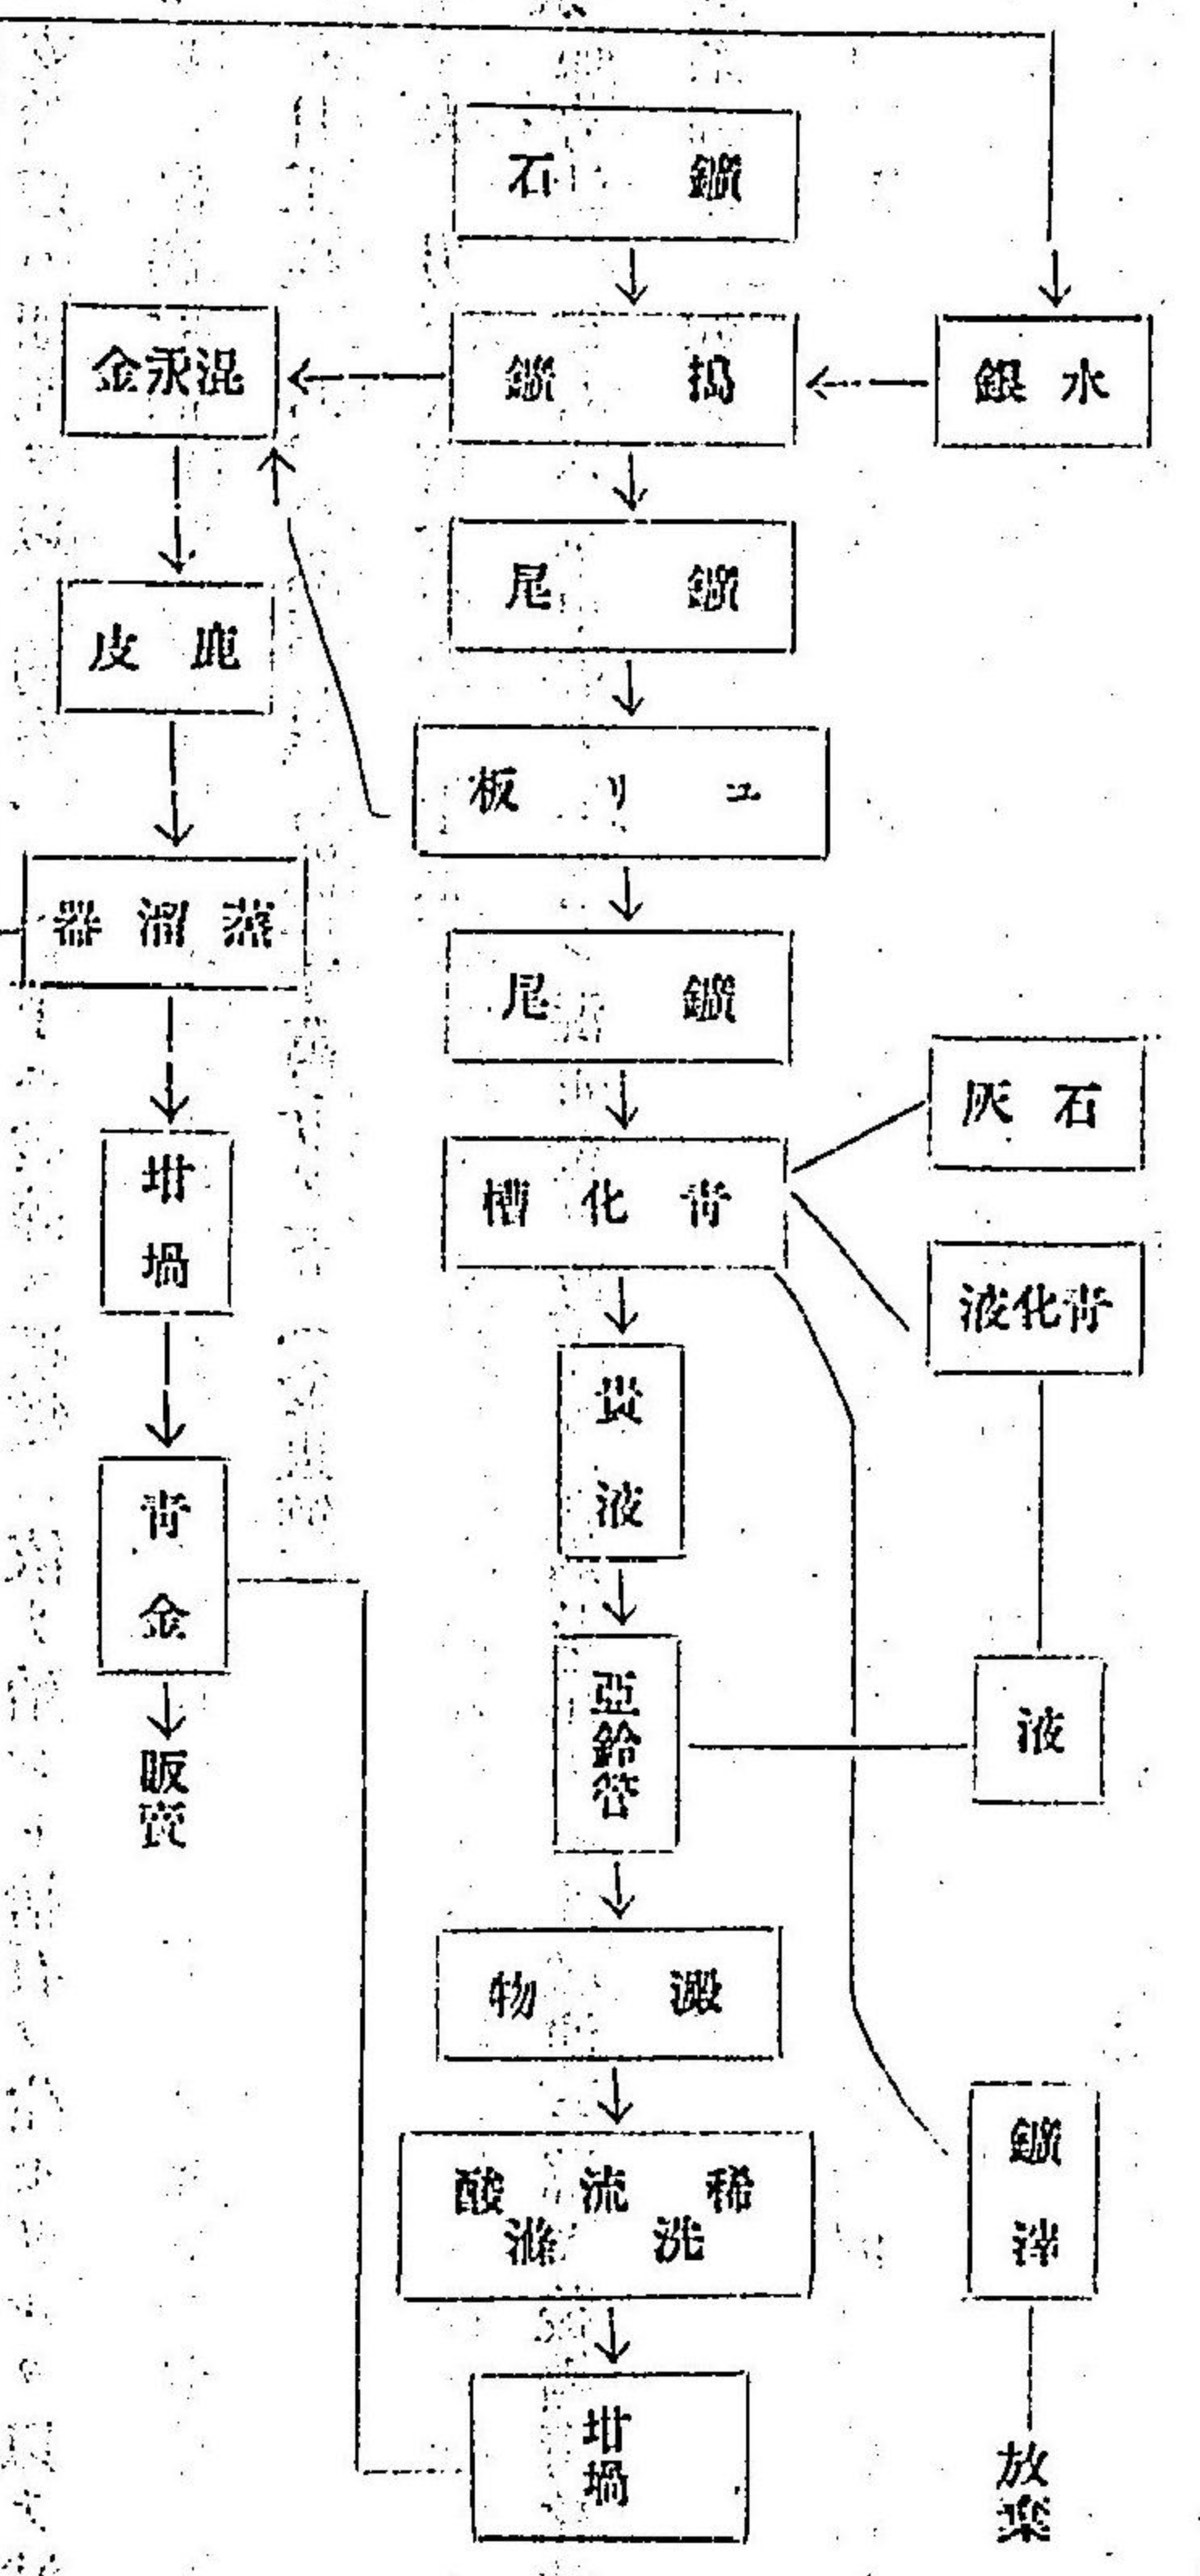 鑛石
水銀
搗鑛
混汞金
鑛尾
鹿皮
ユリ板
蒸溜器
鑛尾
石灰
青化槽
坩堝
青化液
貴液
青金
亞鉛管
液
販賣
澱物
鑛滓
稀流酸
洗滌
坩堝
放棄